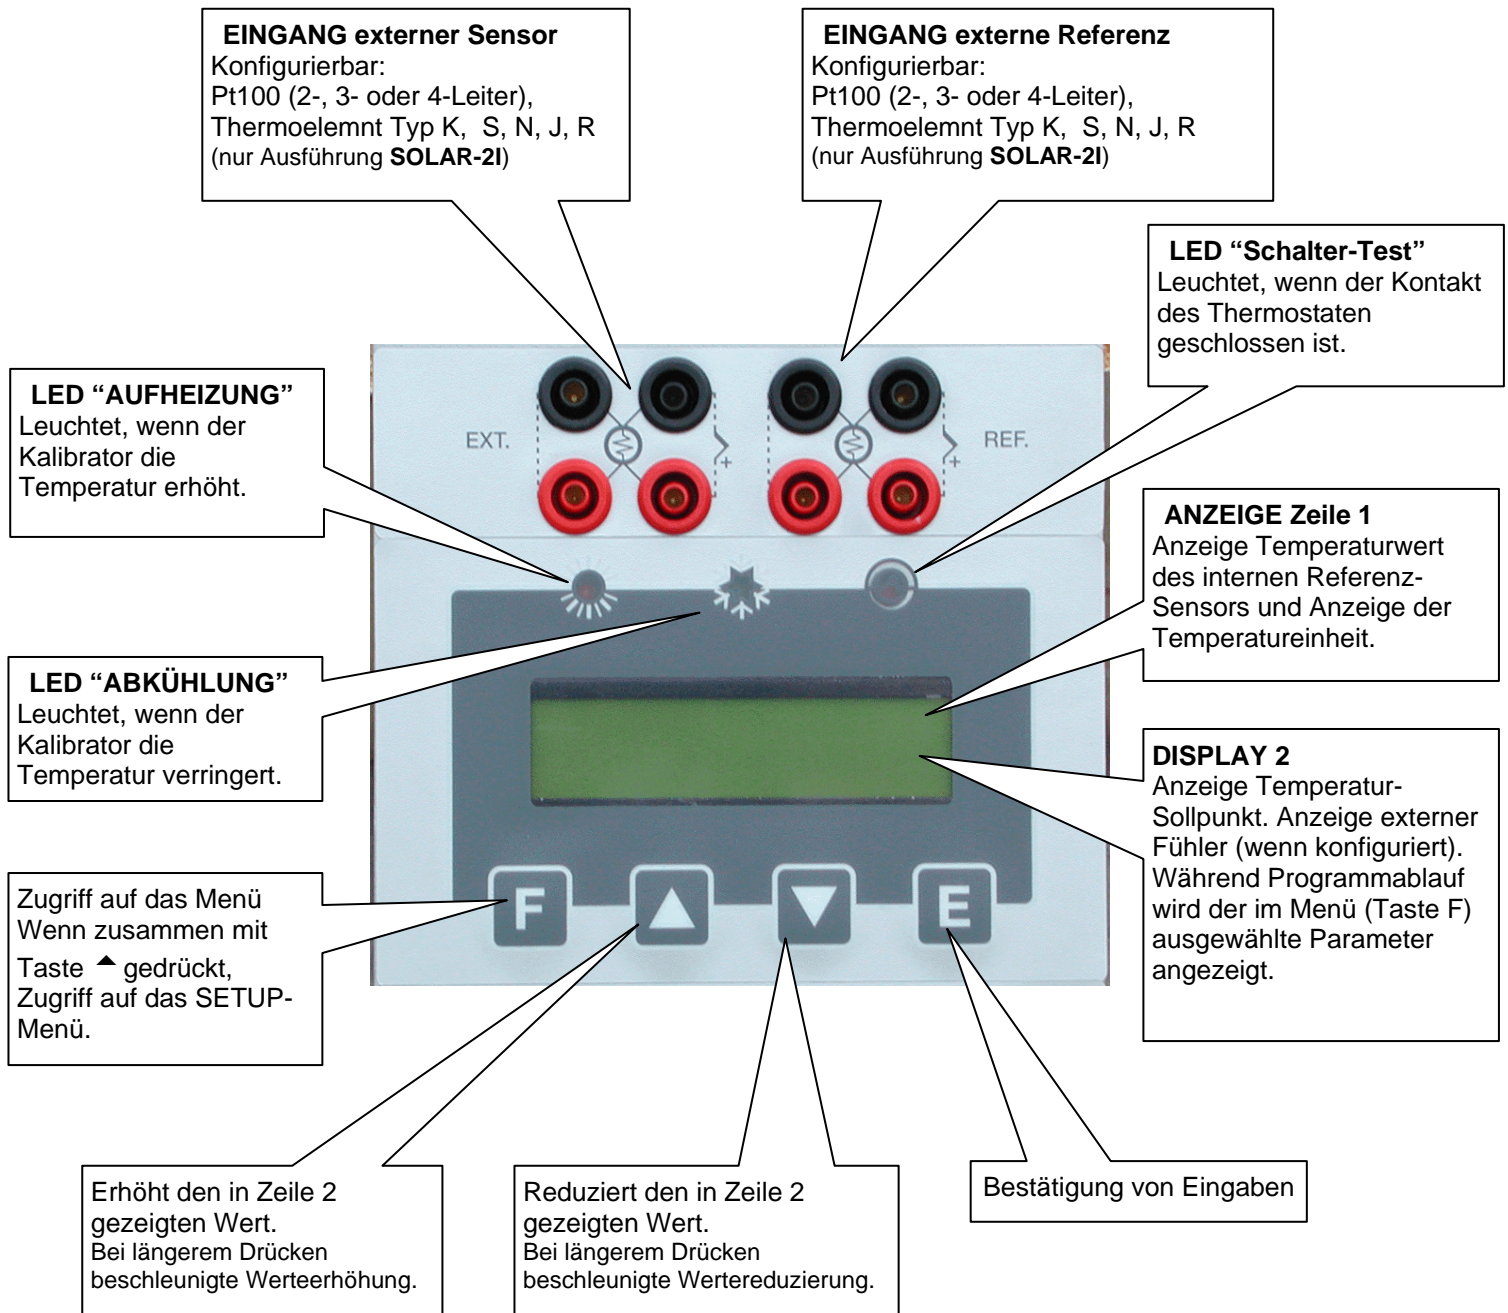 EINGANG externer Sensor
Konfigurierbar:
Pt100 (2-, 3- oder 4-Leiter),
Thermoelemnt Typ K, S, N, J, R
(nur Ausführung SOLAR-2I)
EINGANG externe Referenz
Konfigurierbar:
Pt100 (2-, 3- oder 4-Leiter),
Thermoelemnt Typ K, S, N, J, R
(nur Ausführung SOLAR-2I)
LED “Schalter-Test”
Leuchtet, wenn der Kontakt
des Thermostaten
geschlossen ist.
LED “AUFHEIZUNG”
Leuchtet, wenn der
Kalibrator die
Temperatur erhöht.
EXT.
+
+
REF.
ANZEIGE Zeile 1
Anzeige Temperaturwert
des internen Referenz-
Sensors und Anzeige der
Temperatureinheit.
LED “ABKÜHLUNG”
Leuchtet, wenn der
Kalibrator die
Temperatur verringert.
DISPLAY 2
Anzeige Temperatur-
Sollpunkt. Anzeige externer
Fühler (wenn konfiguriert).
Während Programmablauf
wird der im Menü (Taste F)
ausgewählte Parameter
angezeigt.
Zugriff auf das Menü
Wenn zusammen mit
Taste ▲ gedrückt,
Zugriff auf das SETUP-
Menü.
F
E
Erhöht den in Zeile 2
gezeigten Wert.
Bei längerem Drücken
beschleunigte Werteerhöhung.
Reduziert den in Zeile 2
gezeigten Wert.
Bei längerem Drücken
beschleunigte Wertereduzierung.
Bestätigung von Eingaben